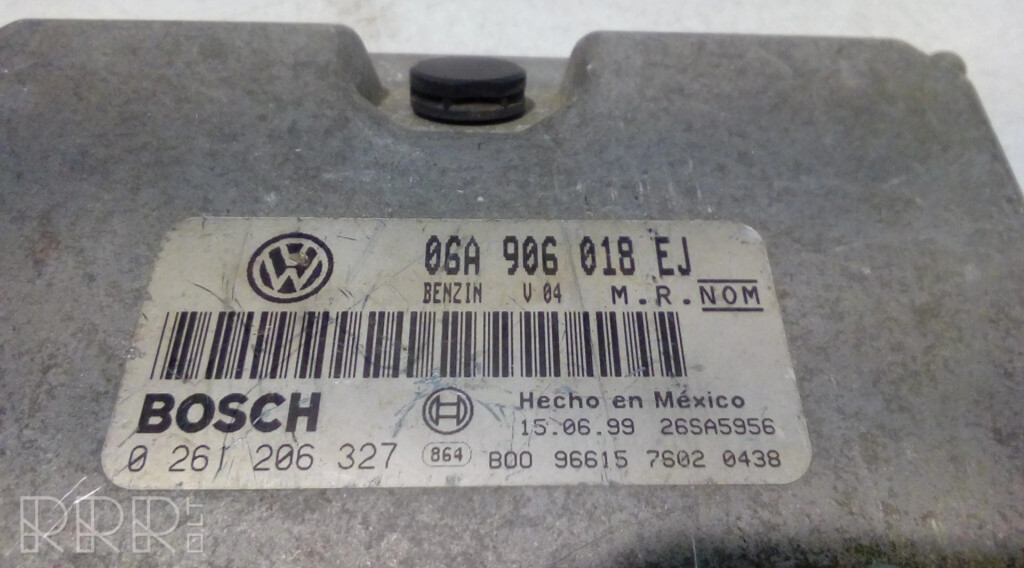 06A 906 018 EJ
BENZIN V 04 M.R. NOM
BOSCH Hecho en México
15.06.99 26SA5956
0 261 206 327 864 B00 96615 7602 0438
RRR.LT